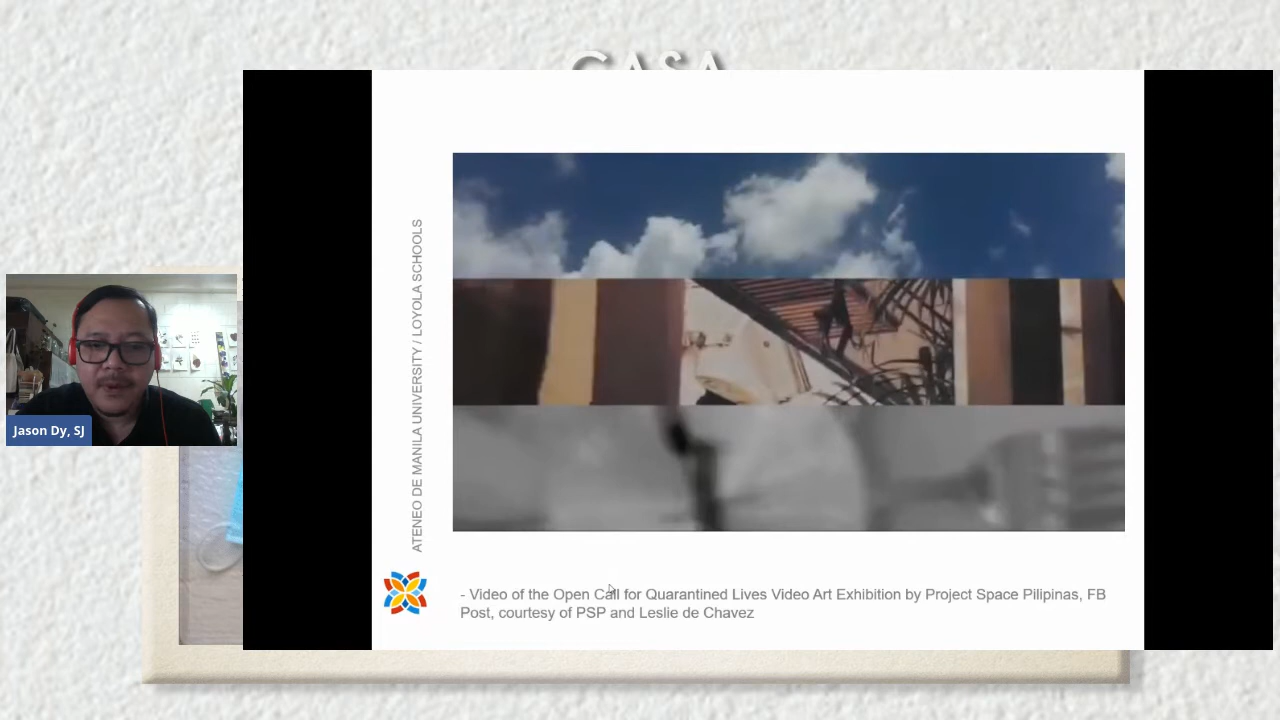 CASA
ATENEO DE MANILA UNIVERSITY / LOYOLA SCHOOLS
Jason Dy, SJ
- Video of the Open Call for Quarantined Lives Video Art Exhibition by Project Space Pilipinas, FB
Post, courtesy of PSP and Leslie de Chavez